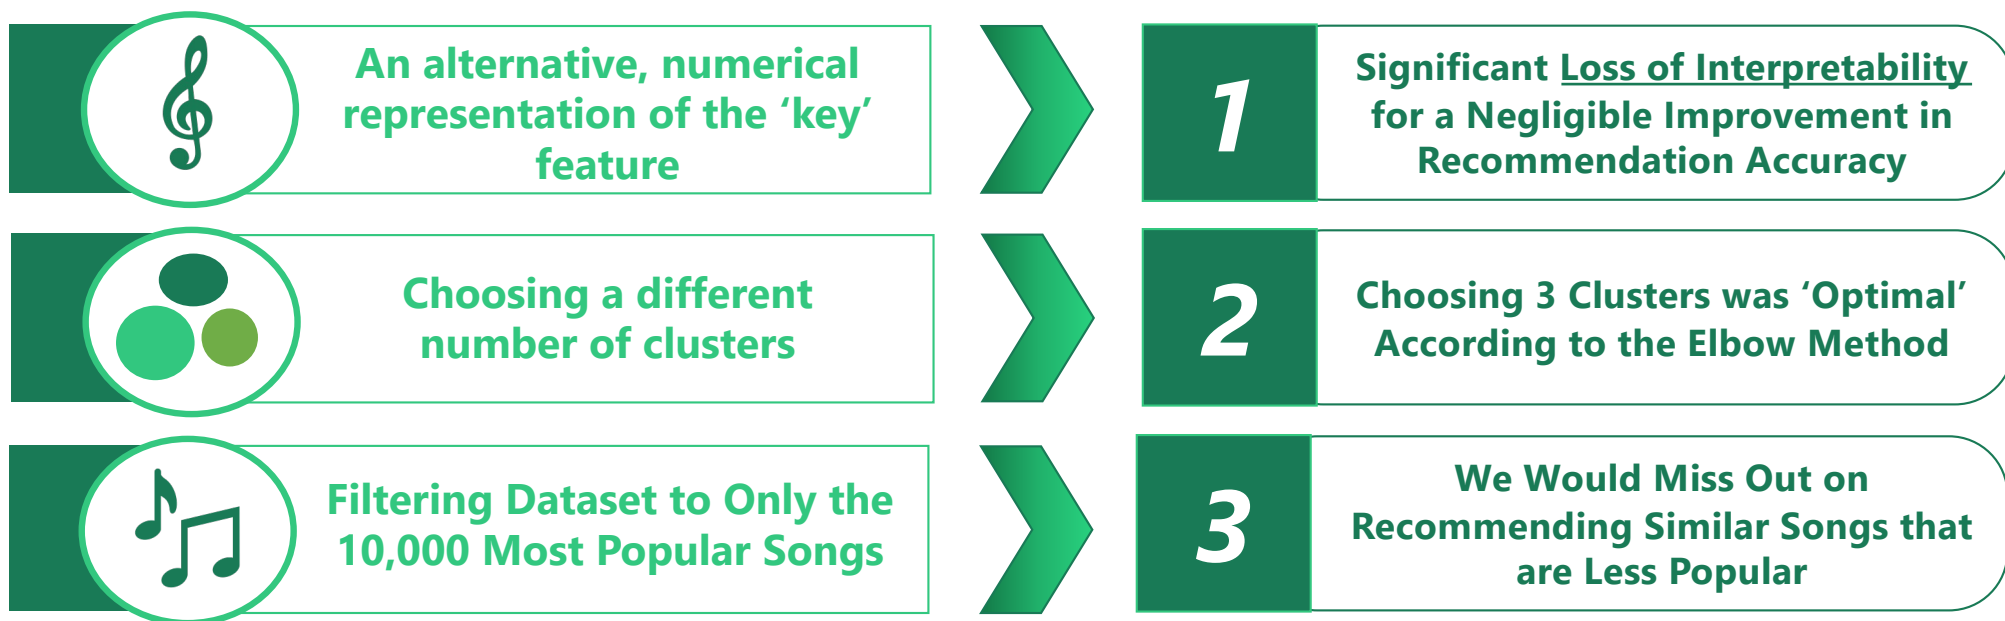 An alternative, numerical
representation of the ‘key’
feature
1
Significant Loss of Interpretability
for a Negligible Improvement in
Recommendation Accuracy
Choosing a different
number of clusters
2
Choosing 3 Clusters was ‘Optimal’
According to the Elbow Method
Filtering Dataset to Only the
10,000 Most Popular Songs
3
We Would Miss Out on
Recommending Similar Songs that
are Less Popular